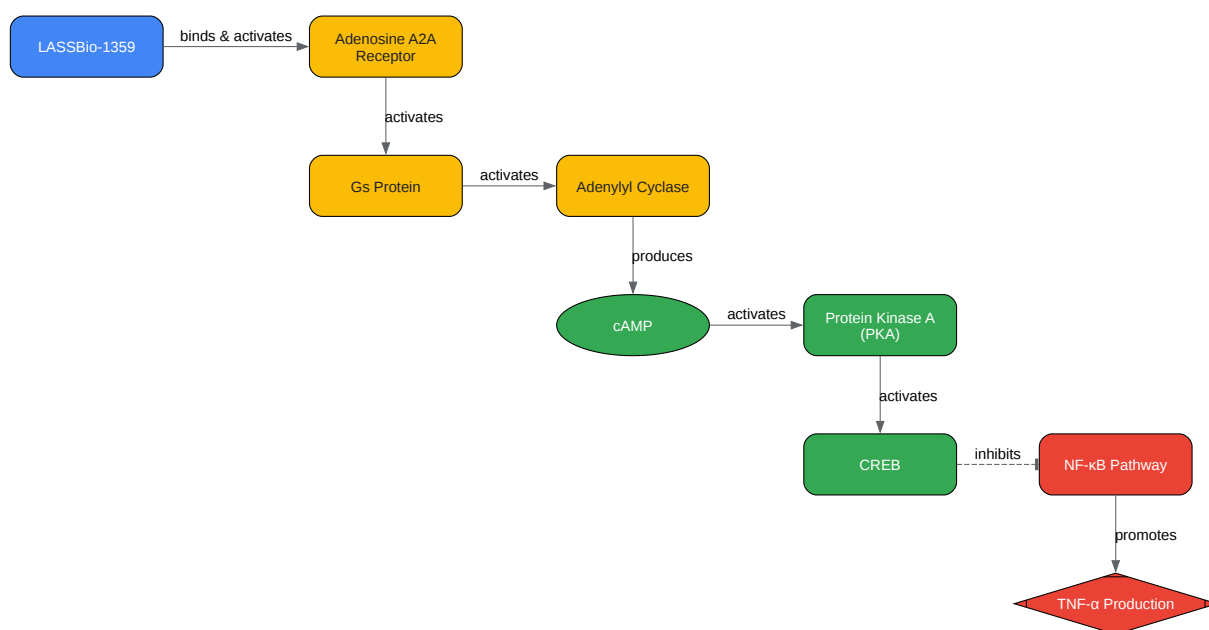 LASSBio-1359
binds & activates
Adenosine A2A
Receptor
activates
Gs Protein
activates
Adenylyl Cyclase
produces
cAMP
activates
Protein Kinase A
(PKA)
activates
CREB
inhibits
NF-κB Pathway
promotes
TNF-α Production